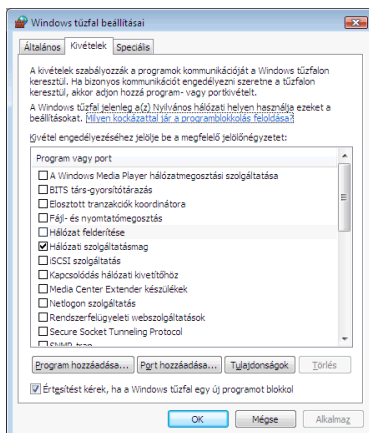 Windows tűzfal beállításai
Általános Kivételek Speciális
A kivételek szabályozzák a programok kommunikációját a Windows tűzfalon
keresztül. Ha bizonyos kommunikációt engedélyezni szeretne a tűzfalon
keresztül, akkor adjon hozzá program- vagy portkivételt.
A Windows tűzfal jelenleg a(z) Nyilvános hálózati helyen használja ezeket a
beállításokat. Milyen kockázattal jár a programblokkolás feloldása?
Kivétel engedélyezéséhez jelölje be a megfelelő jelölőnégyzetet:
Program vagy port
A Windows Media Player hálózatmegosztási szolgáltatása
BITS társ-gyorsítótárazás
Elosztott tranzakciók koordinátora
Fájl- és nyomtatómegosztás
Hálózat felderítése
Hálózati szolgáltatásmag
iSCSI szolgáltatás
Kapcsolódás hálózati kivetítőhöz
Media Center Extender készülékek
Netlogon szolgáltatás
Rendszerfelügyeleti webszolgáltatások
Secure Socket Tunneling Protocol
SNMP-trap
Program hozzáadása... Port hozzáadása... Tulajdonságok Törlés
Értesítést kérek, ha a Windows tűzfal egy új programot blokkol
OK Mégse Alkalmaz